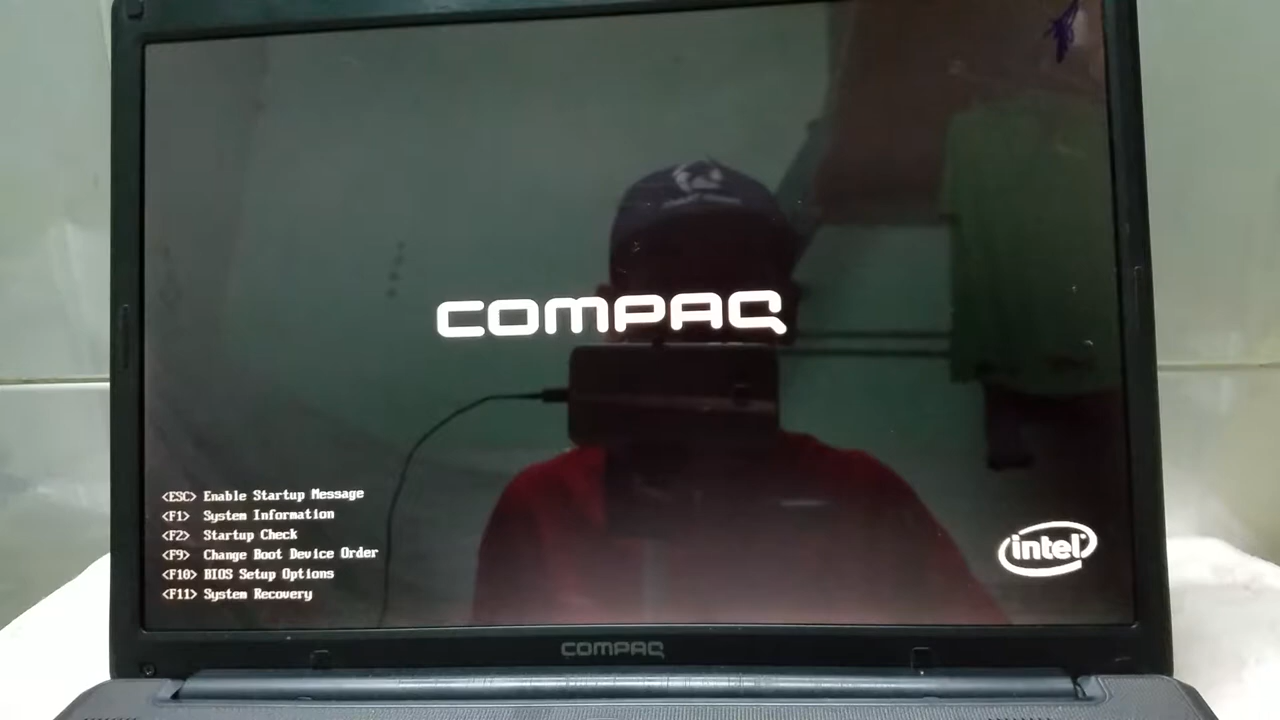 COMPAQ
<ESC> Enable Startup Message
<F1> System Information
<F2> Startup Check
<F9> Change Boot Device Order
<F10> BIOS Setup Options
<F11> System Recovery
intel
COMPAQ